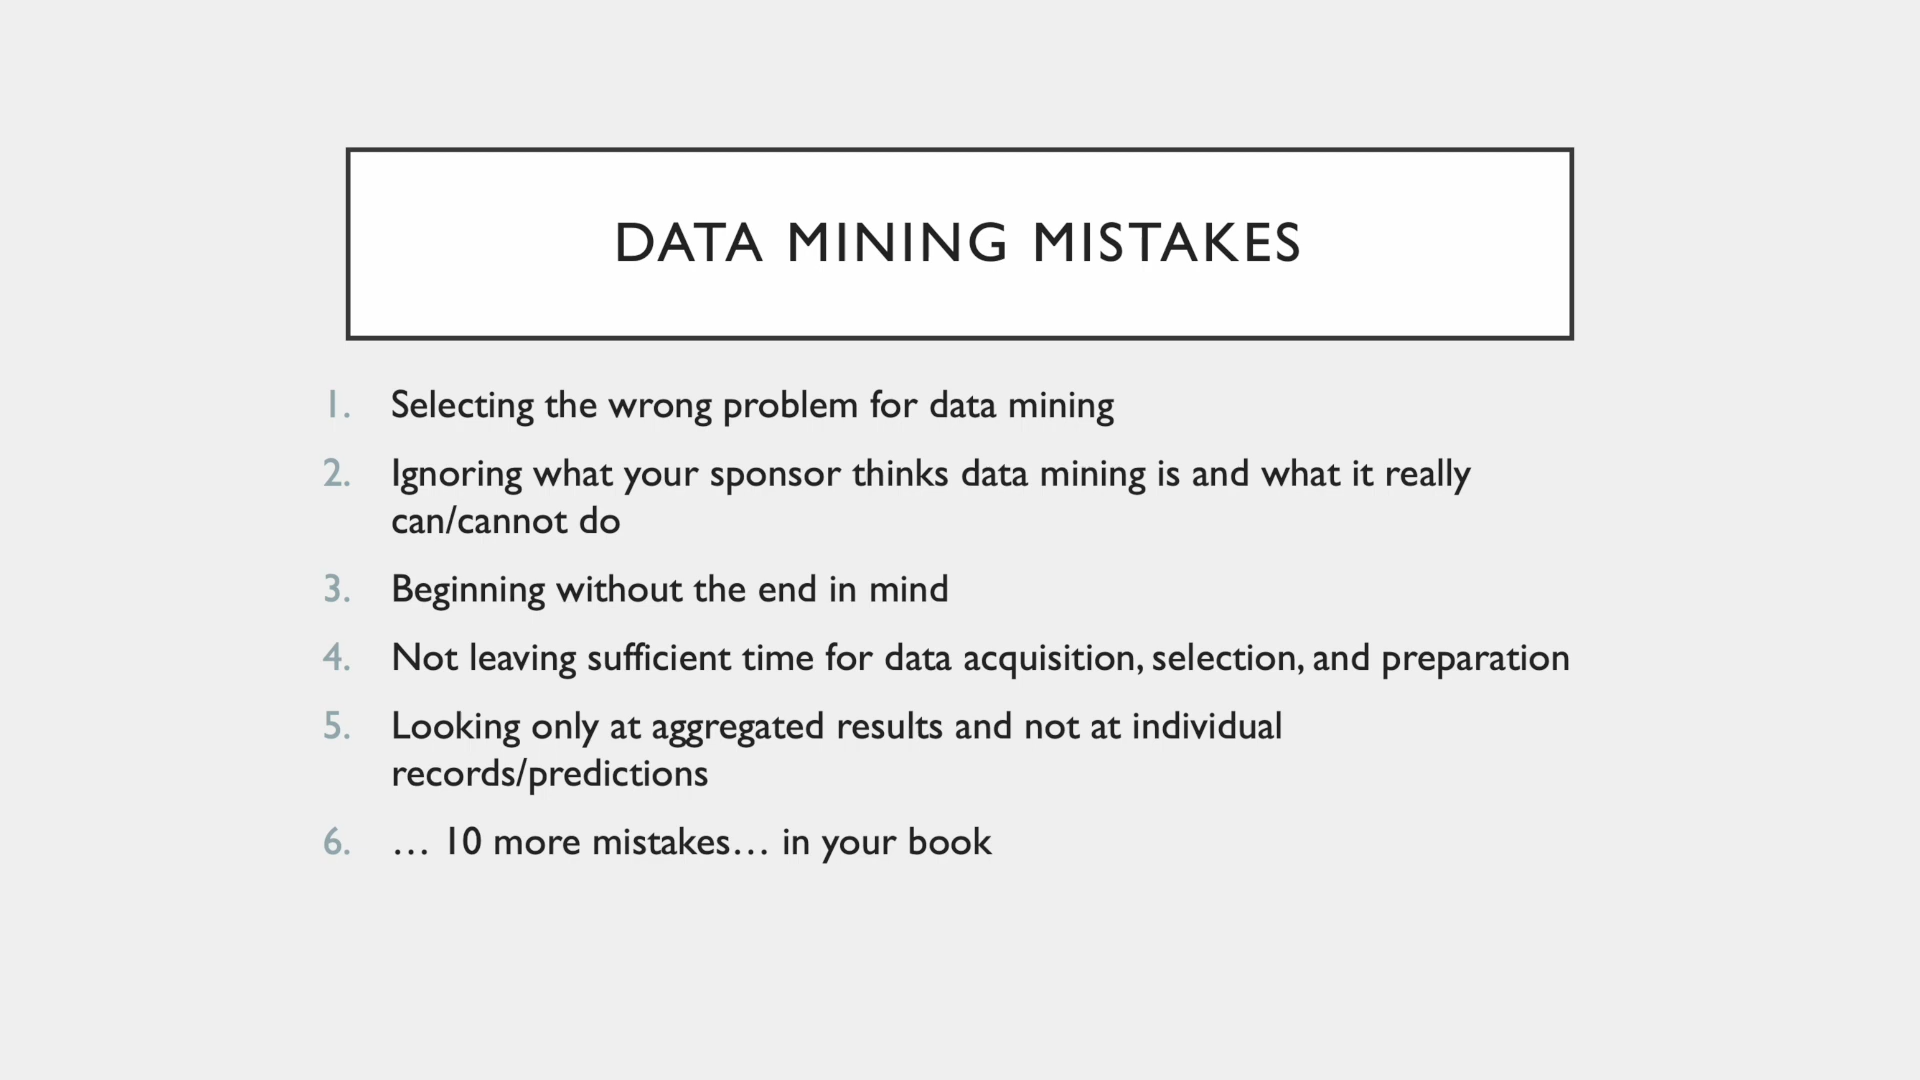 DATA MINING MISTAKES
1. Selecting the wrong problem for data mining
2. Ignoring what your sponsor thinks data mining is and what it really
can/cannot do
3. Beginning without the end in mind
4. Not leaving sufficient time for data acquisition, selection, and preparation
5. Looking only at aggregated results and not at individual
records/predictions
6. … 10 more mistakes… in your book